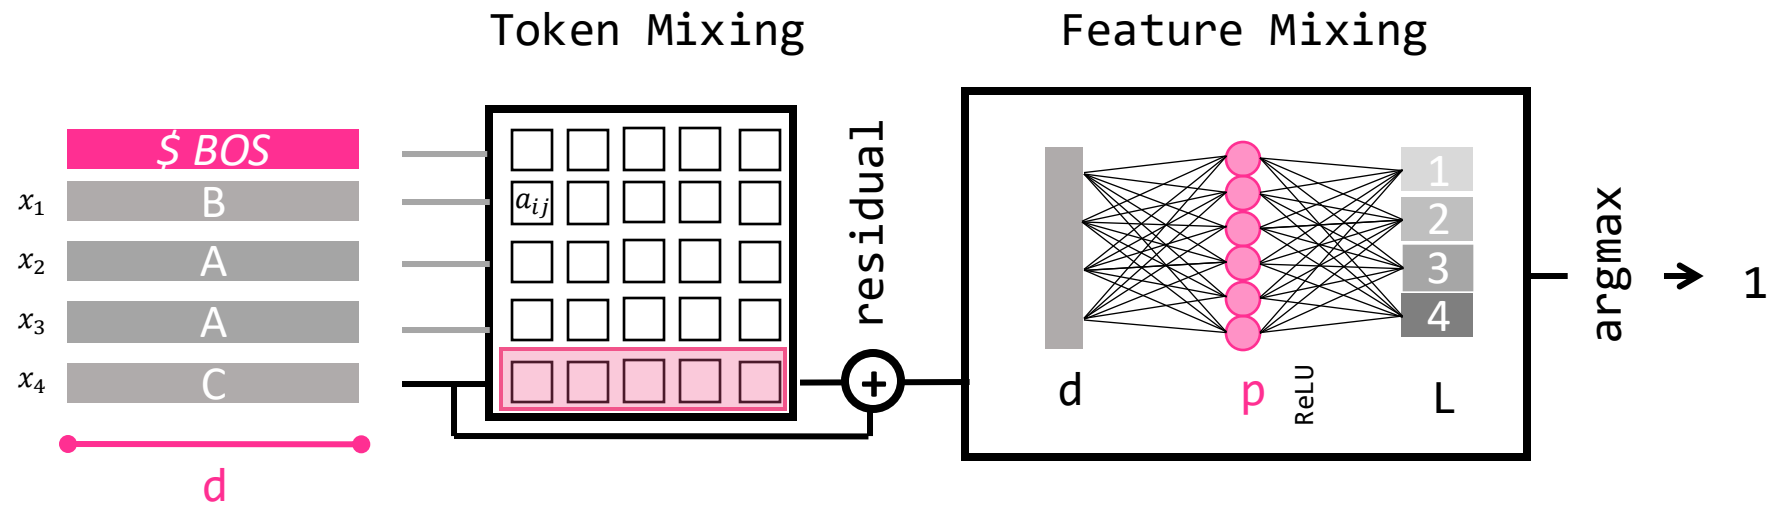 Token Mixing
Feature Mixing
$ BOS
x₁ B
x₂ A
x₃ A
x₄ C
d
aᵢⱼ
residual
+
d
p
ReLU
L
1
2
3
4
argmax
1